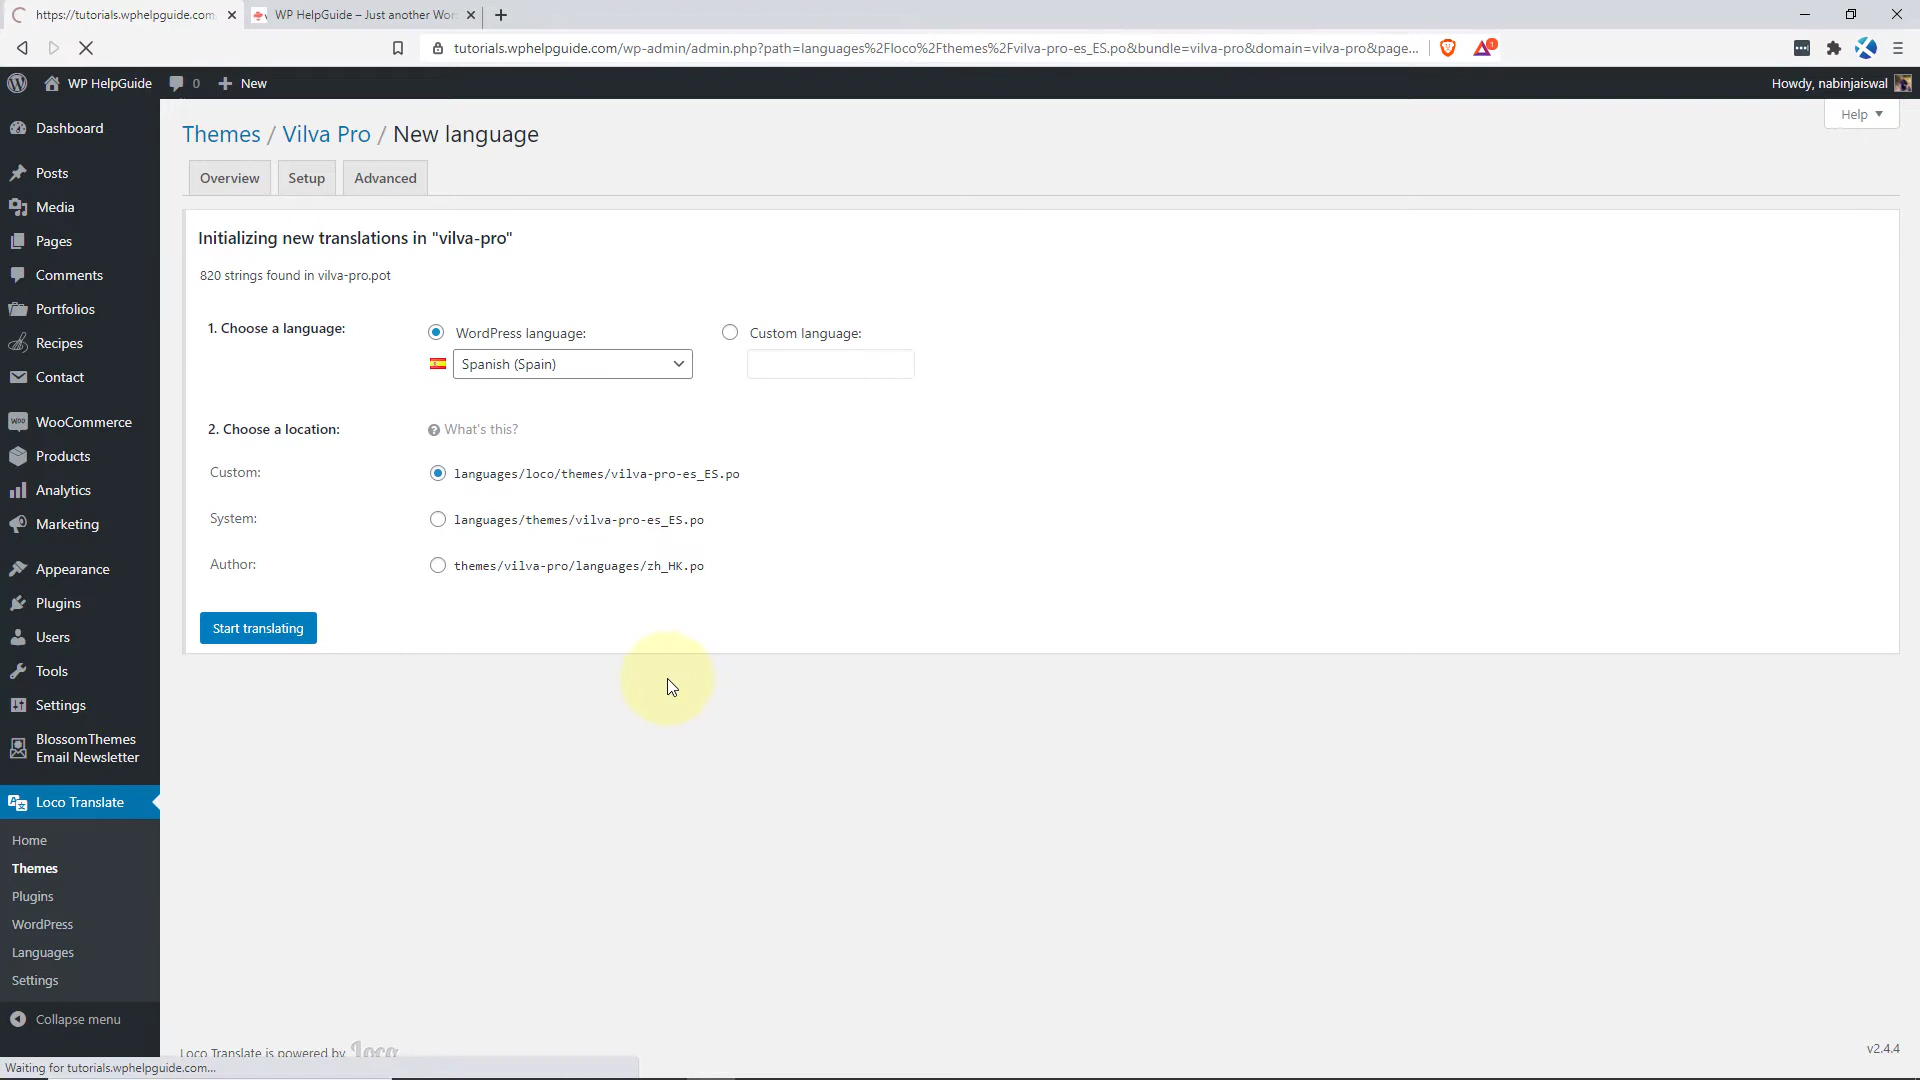 https://tutorials.wphelpguide.com
WP HelpGuide – Just another Wor
tutorials.wphelpguide.com/wp-admin/admin.php?path=languages%2Floco%2Fthemes%2Fvilva-pro-es_ES.po&bundle=vilva-pro&domain=vilva-pro&page...
1
WP HelpGuide
0
New
Howdy, nabinjaiswal
Help
Dashboard
Posts
Media
Pages
Comments
Portfolios
Recipes
Contact
WooCommerce
Products
Analytics
Marketing
Appearance
Plugins
Users
Tools
Settings
BlossomThemes
Email Newsletter
Loco Translate
Home
Themes
Plugins
WordPress
Languages
Settings
Collapse menu
Themes / Vilva Pro / New language
Overview
Setup
Advanced
Initializing new translations in "vilva-pro"
820 strings found in vilva-pro.pot
1. Choose a language:
WordPress language:
Custom language:
Spanish (Spain)
2. Choose a location:
What's this?
Custom:
languages/loco/themes/vilva-pro-es_ES.po
System:
languages/themes/vilva-pro-es_ES.po
Author:
themes/vilva-pro/languages/zh_HK.po
Start translating
Loco Translate is powered by loco
v2.4.4
Waiting for tutorials.wphelpguide.com...